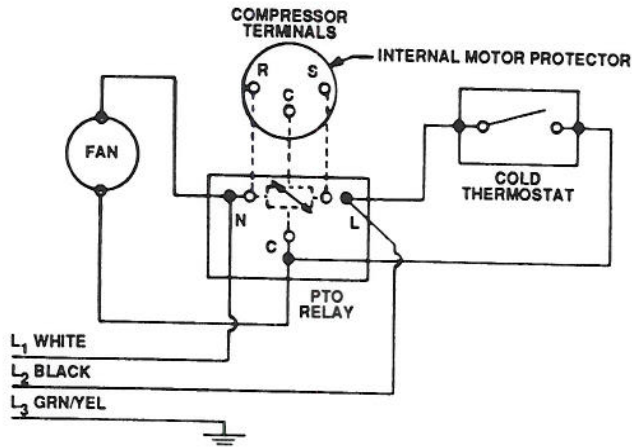 COMPRESSOR
TERMINALS
INTERNAL MOTOR PROTECTOR
R
S
C
FAN
COLD
THERMOSTAT
N
L
C
PTO
RELAY
L1 WHITE
L2 BLACK
L3 GRN/YEL